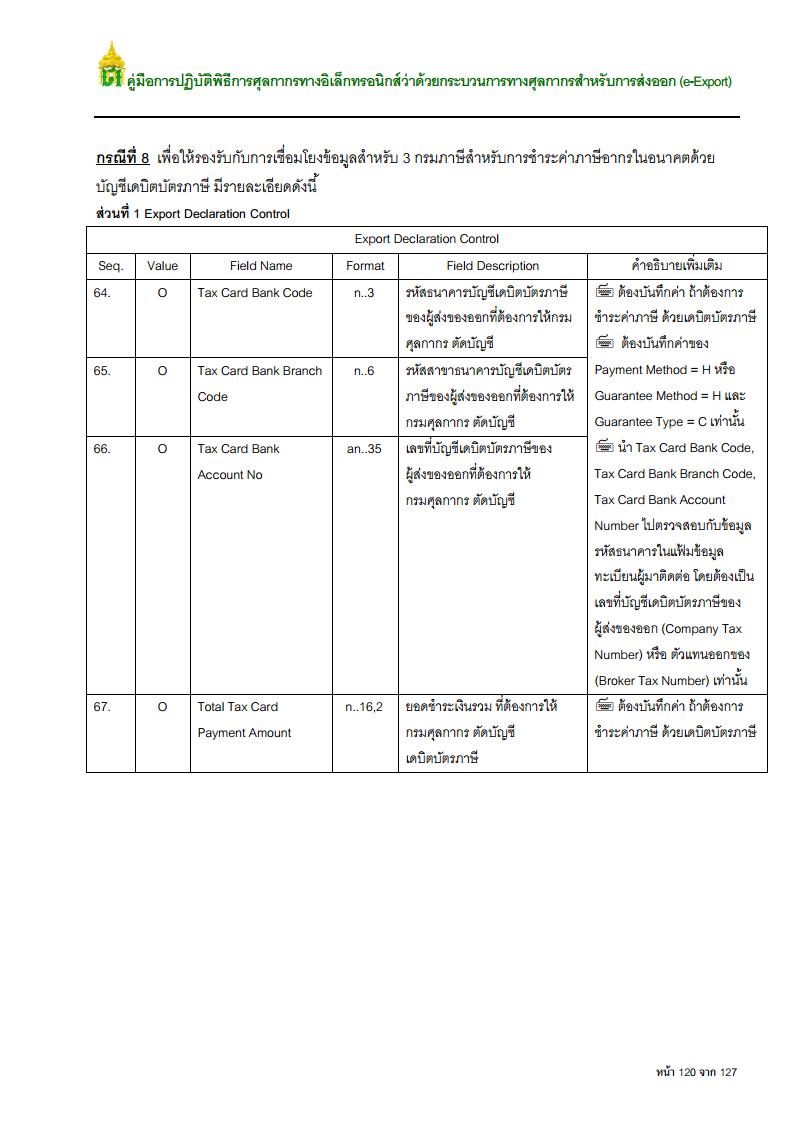 คู่มือการปฏิบัติพิธีการศุลกากรทางอิเล็กทรอนิกส์ว่าด้วยกระบวนการทางศุลกากรสำหรับการส่งออก (e-Export)
กรณีที่ 8 เพื่อให้รองรับกับการเชื่อมโยงข้อมูลสำหรับ 3 กรมภาษีสำหรับการชำระค่าภาษีอากรในอนาคตด้วย
บัญชีเดบิตบัตรภาษี มีรายละเอียดดังนี้
ส่วนที่ 1 Export Declaration Control
Export Declaration Control
Seq. Value Field Name Format Field Description คำอธิบายเพิ่มเติม
64. O Tax Card Bank Code n..3 รหัสธนาคารบัญชีเดบิตบัตรภาษี
ของผู้ส่งของออกที่ต้องการให้กรม
ศุลกากร ตัดบัญชี
65. O Tax Card Bank Branch
Code
n..6 รหัสสาขาธนาคารบัญชีเดบิตบัตร
ภาษีของผู้ส่งของออกที่ต้องการให้
กรมศุลกากร ตัดบัญชี
66. O Tax Card Bank
Account No
an..35 เลขที่บัญชีเดบิตบัตรภาษีของ
ผู้ส่งของออกที่ต้องการให้
กรมศุลกากร ตัดบัญชี
ต้องบันทึกค่า ถ้าต้องการ
ชำระค่าภาษี ด้วยเดบิตบัตรภาษี
ต้องบันทึกค่าของ
Payment Method = H หรือ
Guarantee Method = H และ
Guarantee Type = C เท่านั้น
นำ Tax Card Bank Code,
Tax Card Bank Branch Code,
Tax Card Bank Account
Number ไปตรวจสอบกับข้อมูล
รหัสธนาคารในแฟ้มข้อมูล
ทะเบียนผู้มาติดต่อ โดยต้องเป็น
เลขที่บัญชีเดบิตบัตรภาษีของ
ผู้ส่งของออก (Company Tax
Number) หรือ ตัวแทนออกของ
(Broker Tax Number) เท่านั้น
67. O Total Tax Card
Payment Amount
n..16,2 ยอดชำระเงินรวม ที่ต้องการให้
กรมศุลกากร ตัดบัญชี
เดบิตบัตรภาษี
ต้องบันทึกค่า ถ้าต้องการ
ชำระค่าภาษี ด้วยเดบิตบัตรภาษี
หน้า 120 จาก 127